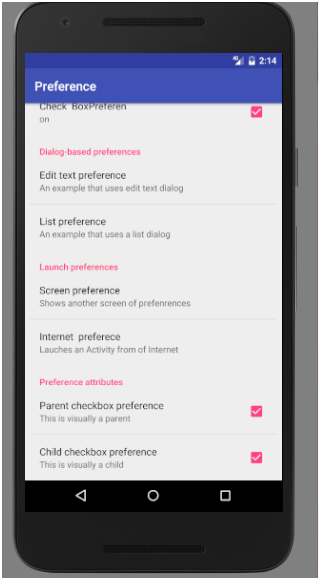 2:14
Preference
Check BoxPreferen
on
Dialog-based preferences
Edit text preference
An example that uses edit text dialog
List preference
An example that uses a list dialog
Launch preferences
Screen preference
Shows another screen of prefenrences
Internet preferece
Lauches an Activity from of Internet
Preference attributes
Parent checkbox preference
This is visually a parent
Child checkbox preference
This is visually a child